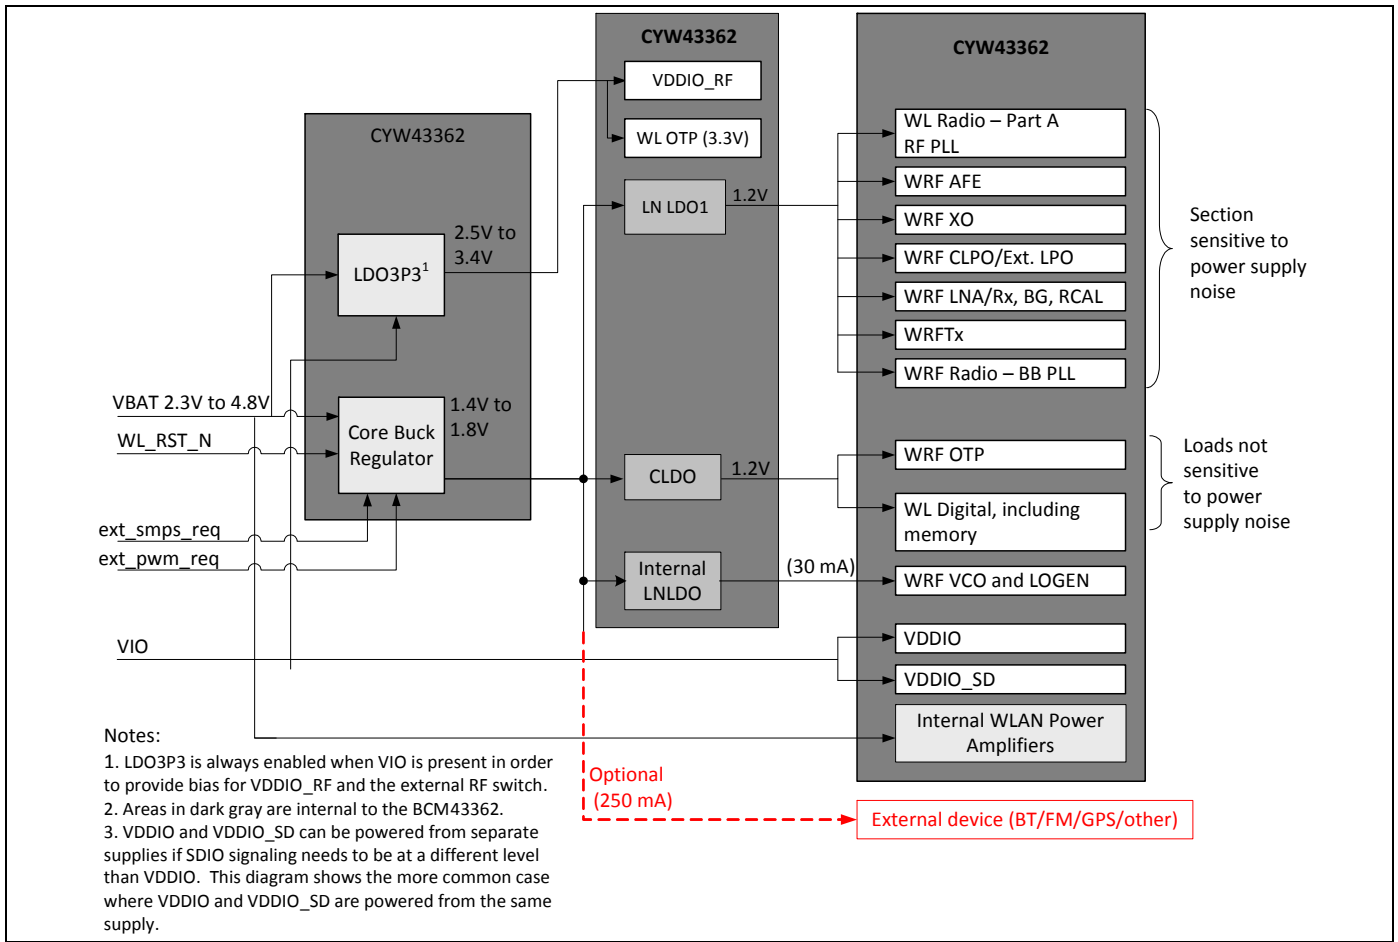 CYW43362
VDDIO_RF
WL OTP (3.3V)
LN LDO1
1.2V
CLDO
1.2V
Internal
LNLDO
(30 mA)
CYW43362
LDO3P3¹
2.5V to
3.4V
Core Buck
Regulator
1.4V to
1.8V
VBAT 2.3V to 4.8V
WL_RST_N
ext_smps_req
ext_pwm_req
VIO
CYW43362
WL Radio – Part A
RF PLL
WRF AFE
WRF XO
WRF CLPO/Ext. LPO
WRF LNA/Rx, BG, RCAL
WRFTx
WRF Radio – BB PLL
Section
sensitive to
power supply
noise
WRF OTP
WL Digital, including
memory
Loads not
sensitive
to power
supply noise
WRF VCO and LOGEN
VDDIO
VDDIO_SD
Internal WLAN Power
Amplifiers
Optional
(250 mA)
External device (BT/FM/GPS/other)
Notes:
1. LDO3P3 is always enabled when VIO is present in order
to provide bias for VDDIO_RF and the external RF switch.
2. Areas in dark gray are internal to the BCM43362.
3. VDDIO and VDDIO_SD can be powered from separate
supplies if SDIO signaling needs to be at a different level
than VDDIO.  This diagram shows the more common case
where VDDIO and VDDIO_SD are powered from the same
supply.